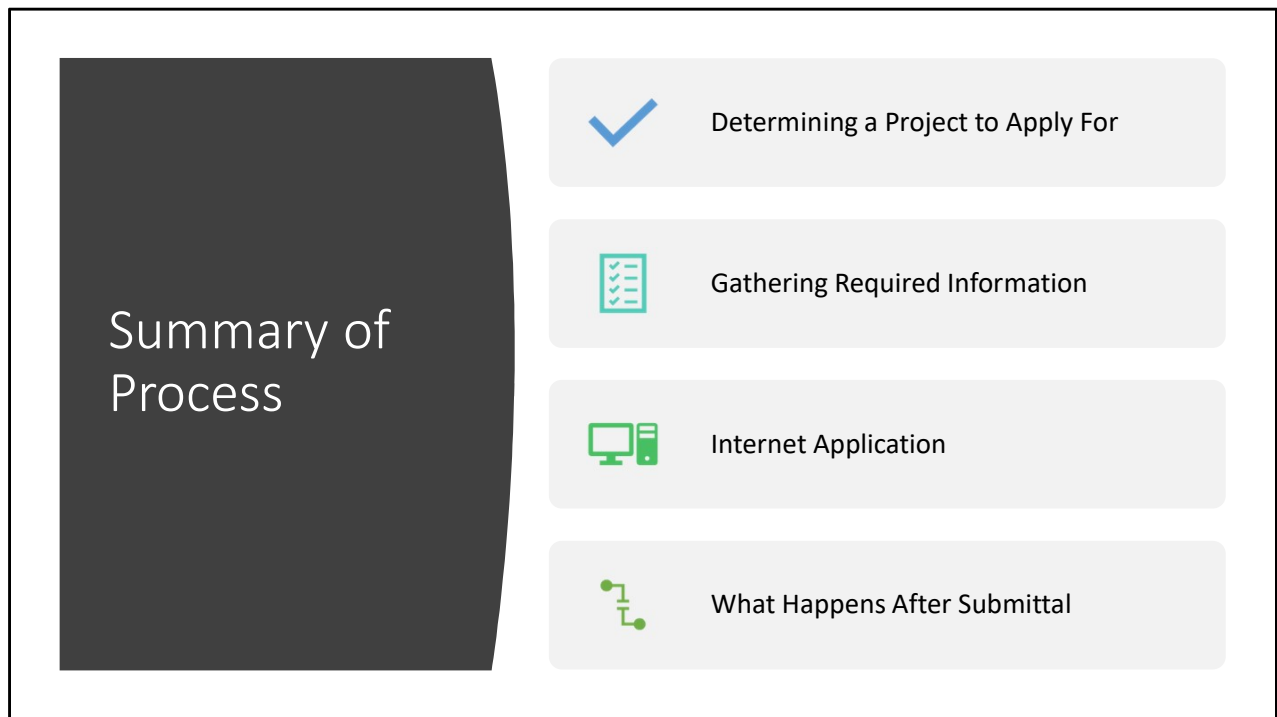 Summary of
Process
Determining a Project to Apply For
Gathering Required Information
Internet Application
What Happens After Submittal